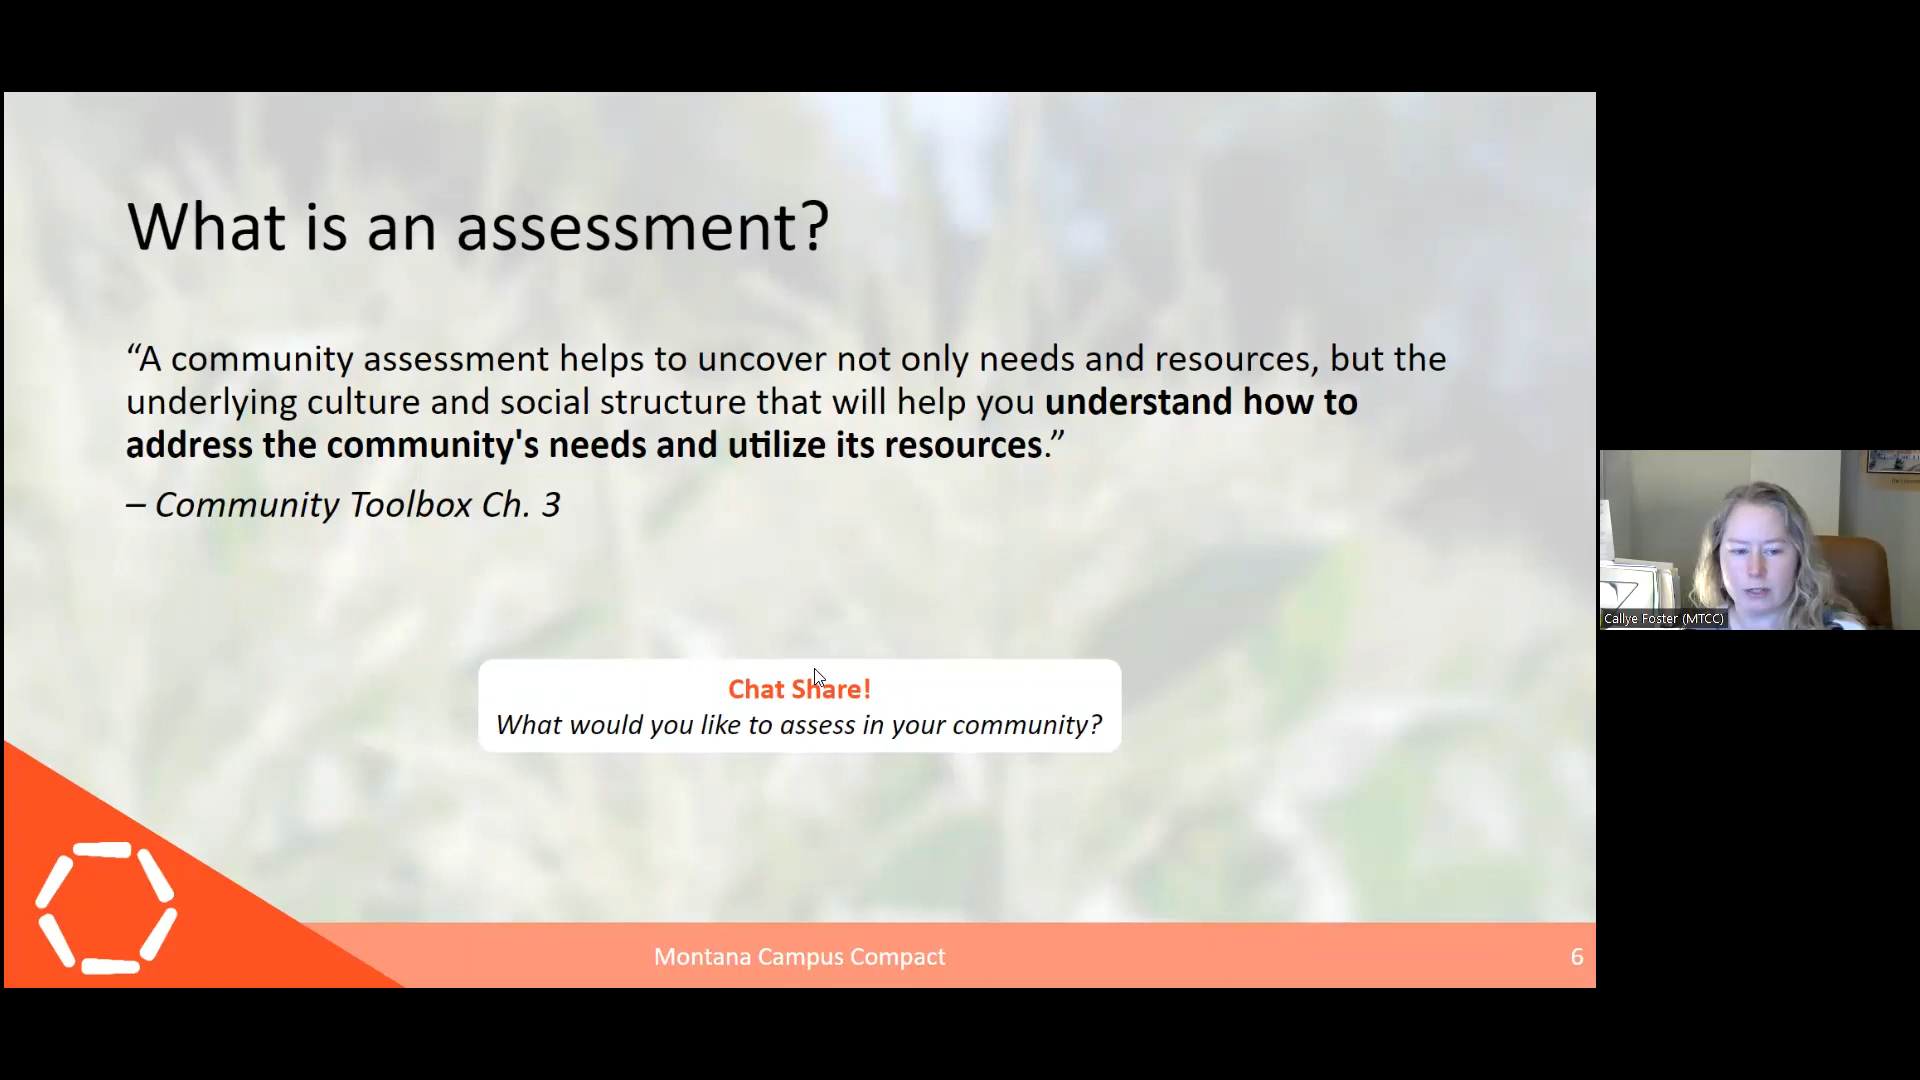 What is an assessment?
“A community assessment helps to uncover not only needs and resources, but the
underlying culture and social structure that will help you understand how to
address the community's needs and utilize its resources.”
– Community Toolbox Ch. 3
Chat Share!
What would you like to assess in your community?
Montana Campus Compact
6
Callye Foster (MTCC)